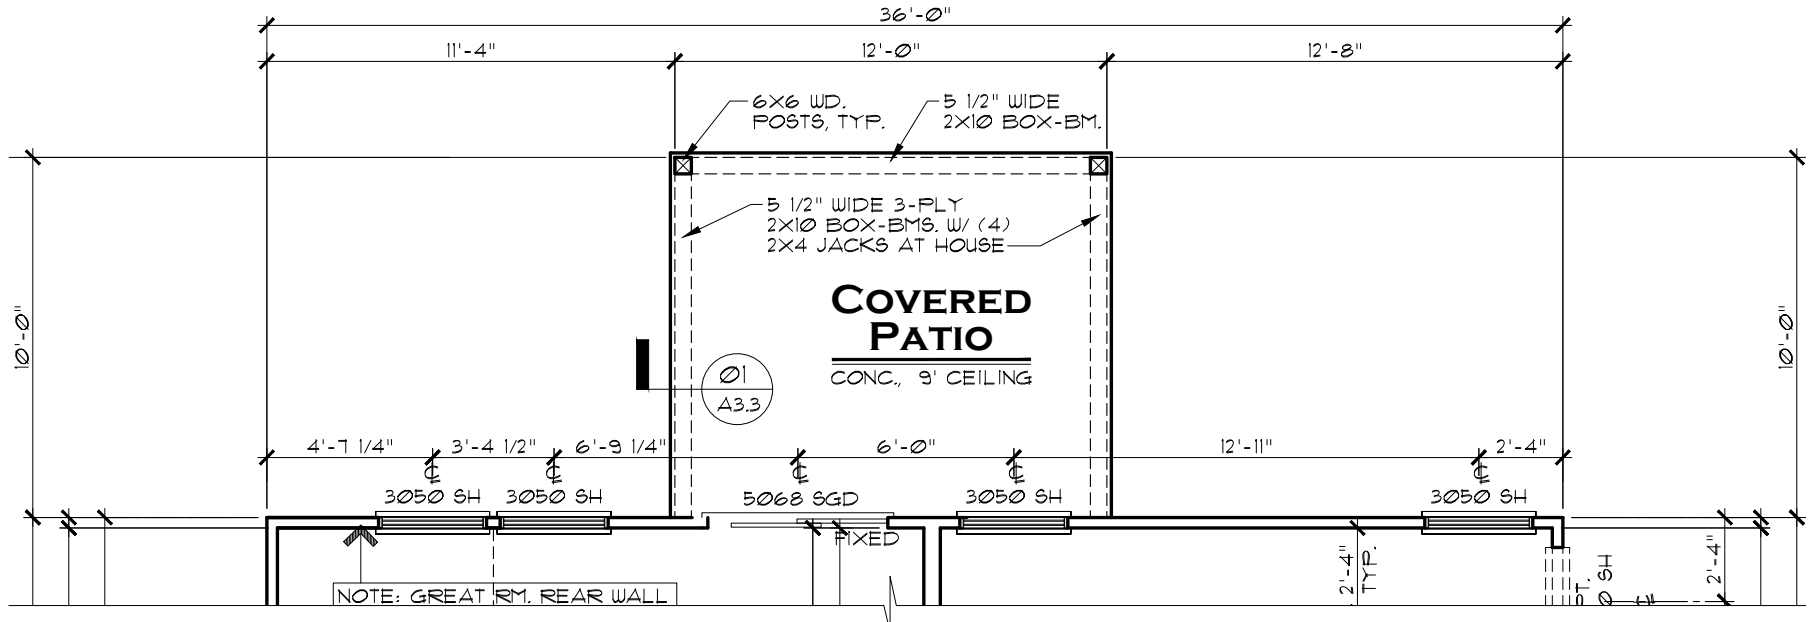 36'-0"
11'-4" 12'-0" 12'-8"
6X6 WD.
POSTS, TYP.
5 1/2" WIDE
2X10 BOX-BM.
5 1/2" WIDE 3-PLY
2X10 BOX-BMS. W/ (4)
2X4 JACKS AT HOUSE
COVERED
PATIO
CONC., 9' CEILING
10'-0"
10'-0"
01
A3.3
4'-7 1/4" 3'-4 1/2" 6'-9 1/4" 6'-0" 12'-11" 2'-4"
3050 SH 3050 SH 5068 SGD 3050 SH 3050 SH
FIXED
2'-4"
TYP.
SH
2'-4"
NOTE: GREAT RM. REAR WALL